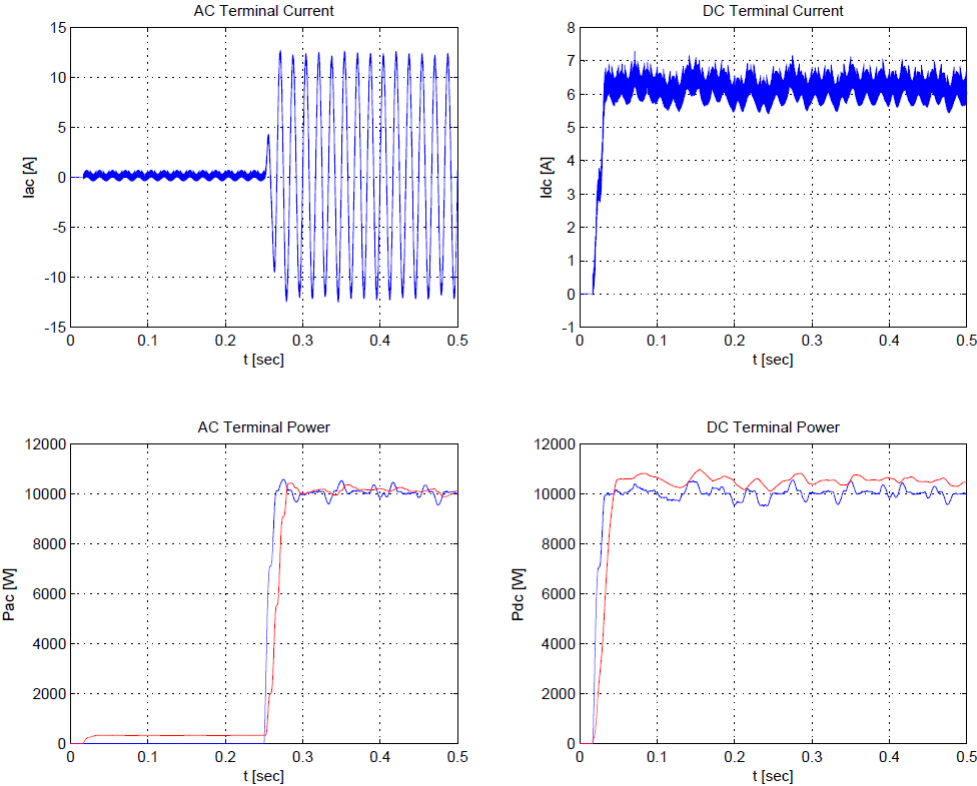 AC Terminal Current
15
10
5
0
-5
-10
-15
Iac [A]
0 0.1 0.2 0.3 0.4 0.5
t [sec]
DC Terminal Current
8
7
6
5
4
3
2
1
0
-1
Idc [A]
0 0.1 0.2 0.3 0.4 0.5
t [sec]
AC Terminal Power
12000
10000
8000
6000
4000
2000
0
Pac [W]
0 0.1 0.2 0.3 0.4 0.5
t [sec]
DC Terminal Power
12000
10000
8000
6000
4000
2000
0
Pdc [W]
0 0.1 0.2 0.3 0.4 0.5
t [sec]